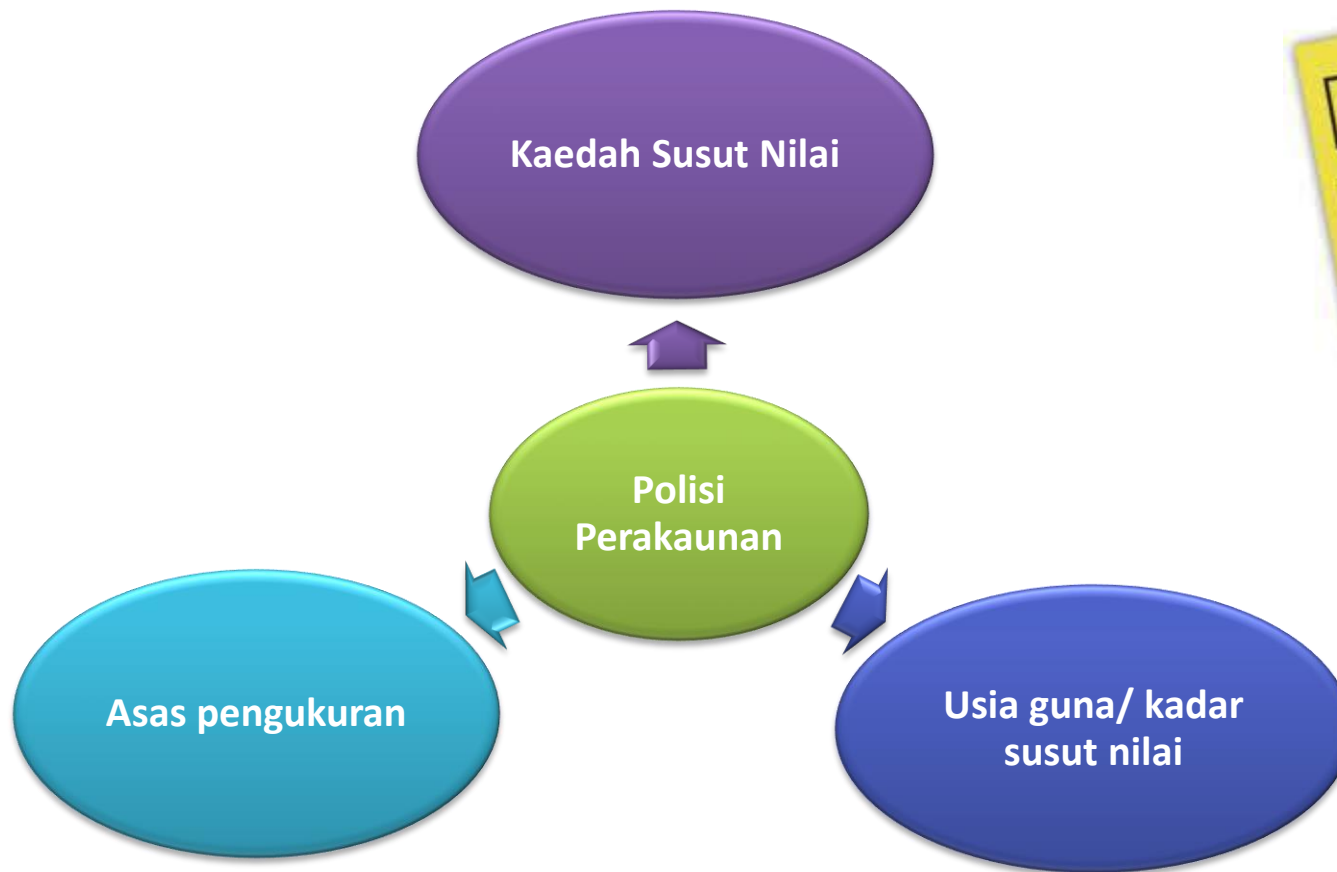 Kaedah Susut Nilai
Polisi
Perakaunan
Asas pengukuran
Usia guna/ kadar
susut nilai